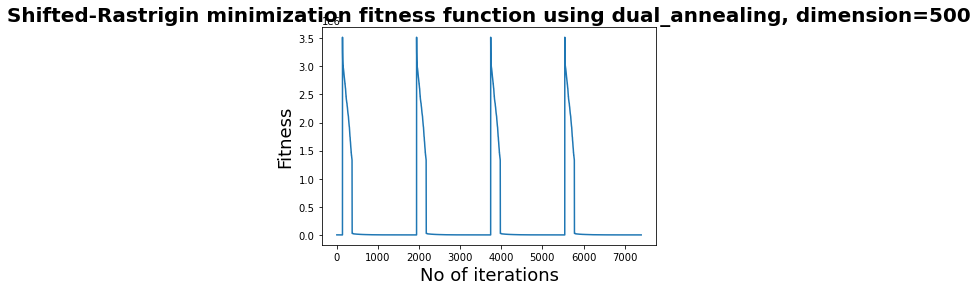 Shifted-Rastrigin minimization fitness function using dual_annealing, dimension=500
1e6
3.5
3.0
2.5
2.0
1.5
1.0
0.5
0.0
Fitness
0 1000 2000 3000 4000 5000 6000 7000
No of iterations